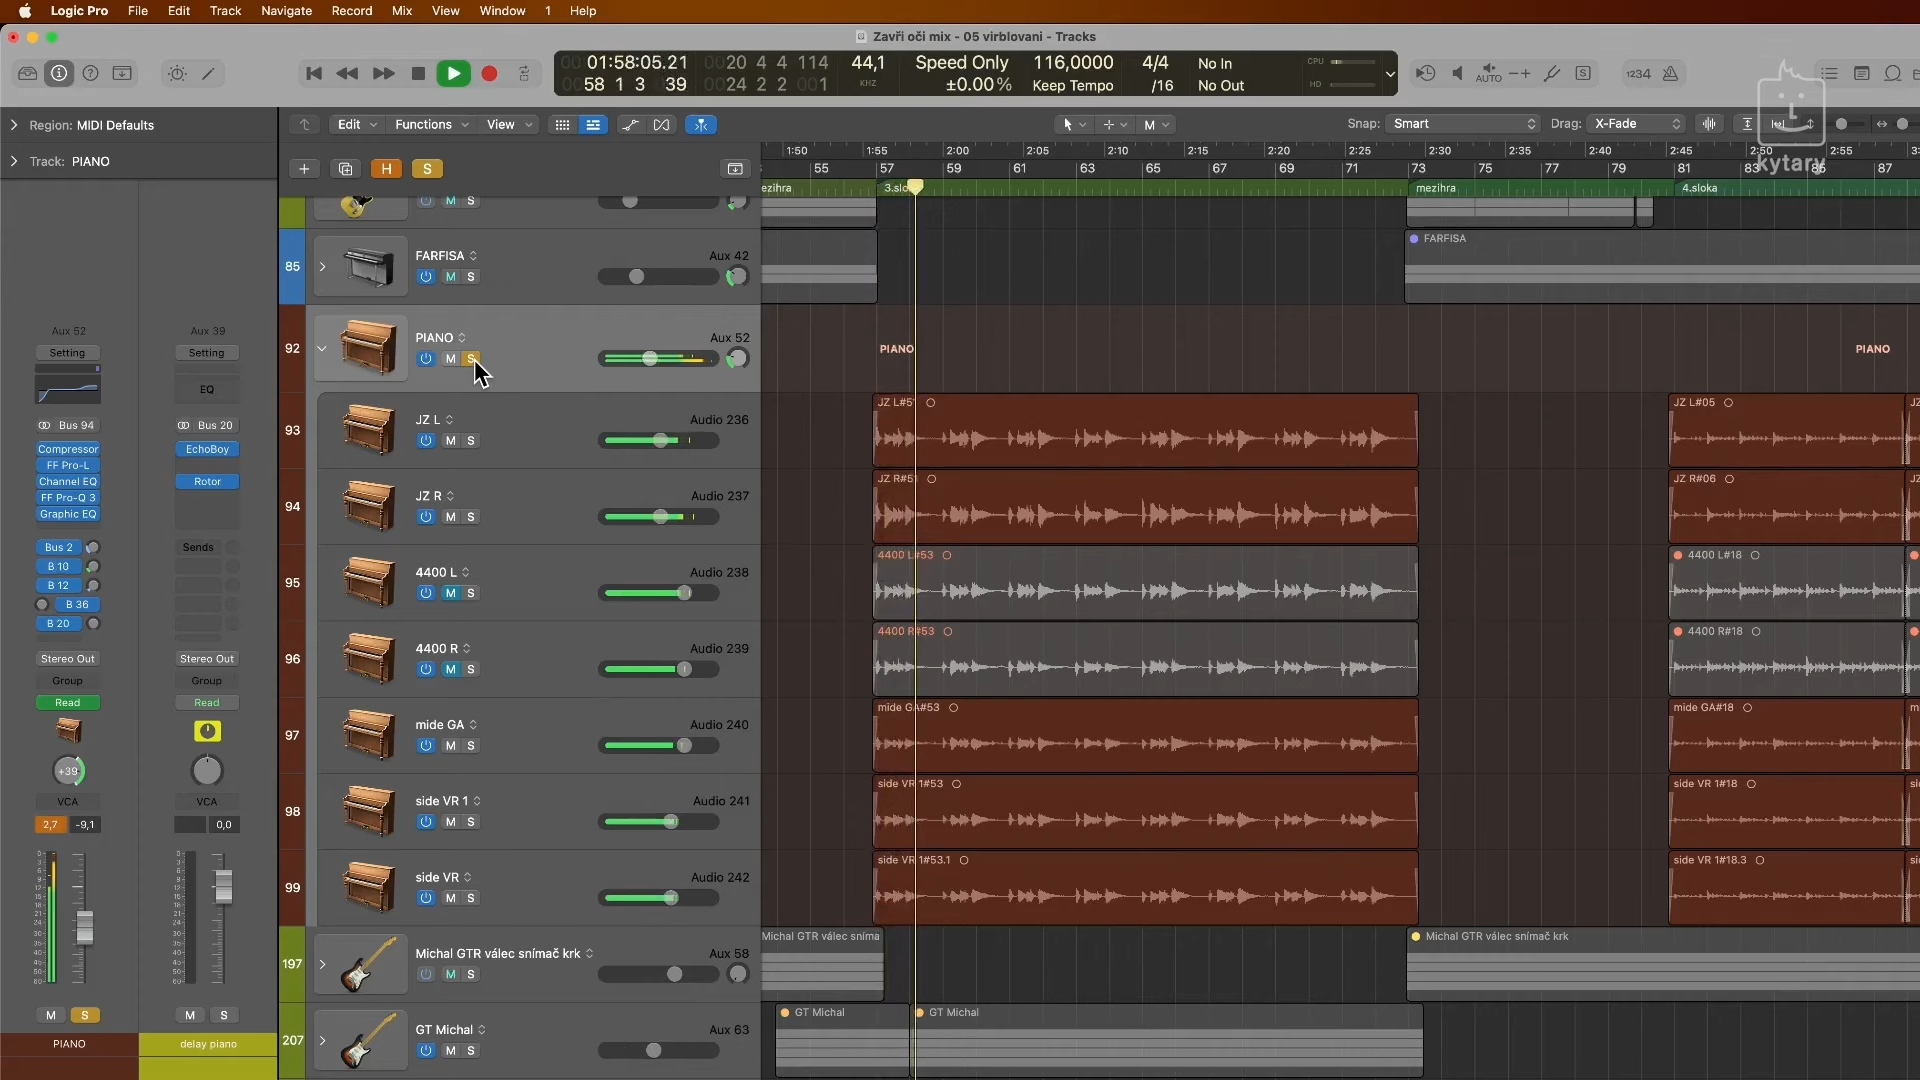 Logic Pro File Edit Track Navigate Record Mix View Window 1 Help
Zavři oči mix - 05 virblovani - Tracks
01:58:05.21 0020 4 4 114 44,1 Speed Only 116,0000 4/4 No In CPU
58 1 3 39 0024 2 2 001 KHZ ±0.00% Keep Tempo /16 No Out HD
AUTO 1234
kytary
Region: MIDI Defaults
Track: PIANO
Edit Functions View M Snap: Smart Drag: X-Fade
H S
1:50 1:55 2:00 2:05 2:10 2:15 2:20 2:25 2:30 2:35 2:40 2:45 2:50 2:55
55 57 59 61 63 65 67 69 71 73 75 77 79 81 83 85 87
ezihra 3.slo mezihra 4.sloka
M S
85 FARFISA Aux 42
M S
FARFISA
92 PIANO Aux 52
M S
PIANO PIANO
93 JZ L Audio 236
M S
JZ L#5 JZ L#05 JZ
94 JZ R Audio 237
M S
JZ R#5 JZ R#06 JZ
95 4400 L Audio 238
M S
4400 L#53 4400 L#18
96 4400 R Audio 239
M S
4400 R#53 4400 R#18
97 mide GA Audio 240
M S
mide GA#53 mide GA#18 m
98 side VR 1 Audio 241
M S
side VR 1#53 side VR 1#18 si
99 side VR Audio 242
M S
side VR 1#53.1 side VR 1#18.3 si
197 Michal GTR válec snímač krk Aux 58
M S
Michal GTR válec sníma Michal GTR válec snímač krk
207 GT Michal Aux 63
M S
GT Michal GT Michal
Aux 52 Aux 39
Setting Setting
EQ
Bus 94 Bus 20
Compressor EchoBoy
FF Pro-L
Channel EQ Rotor
FF Pro-Q 3
Graphic EQ
Bus 2 Sends
B 10
B 12
B 36
B 20
Stereo Out Stereo Out
Group Group
Read Read
+39
VCA VCA
2,7 -9,1 0,0
M S M S
PIANO delay piano